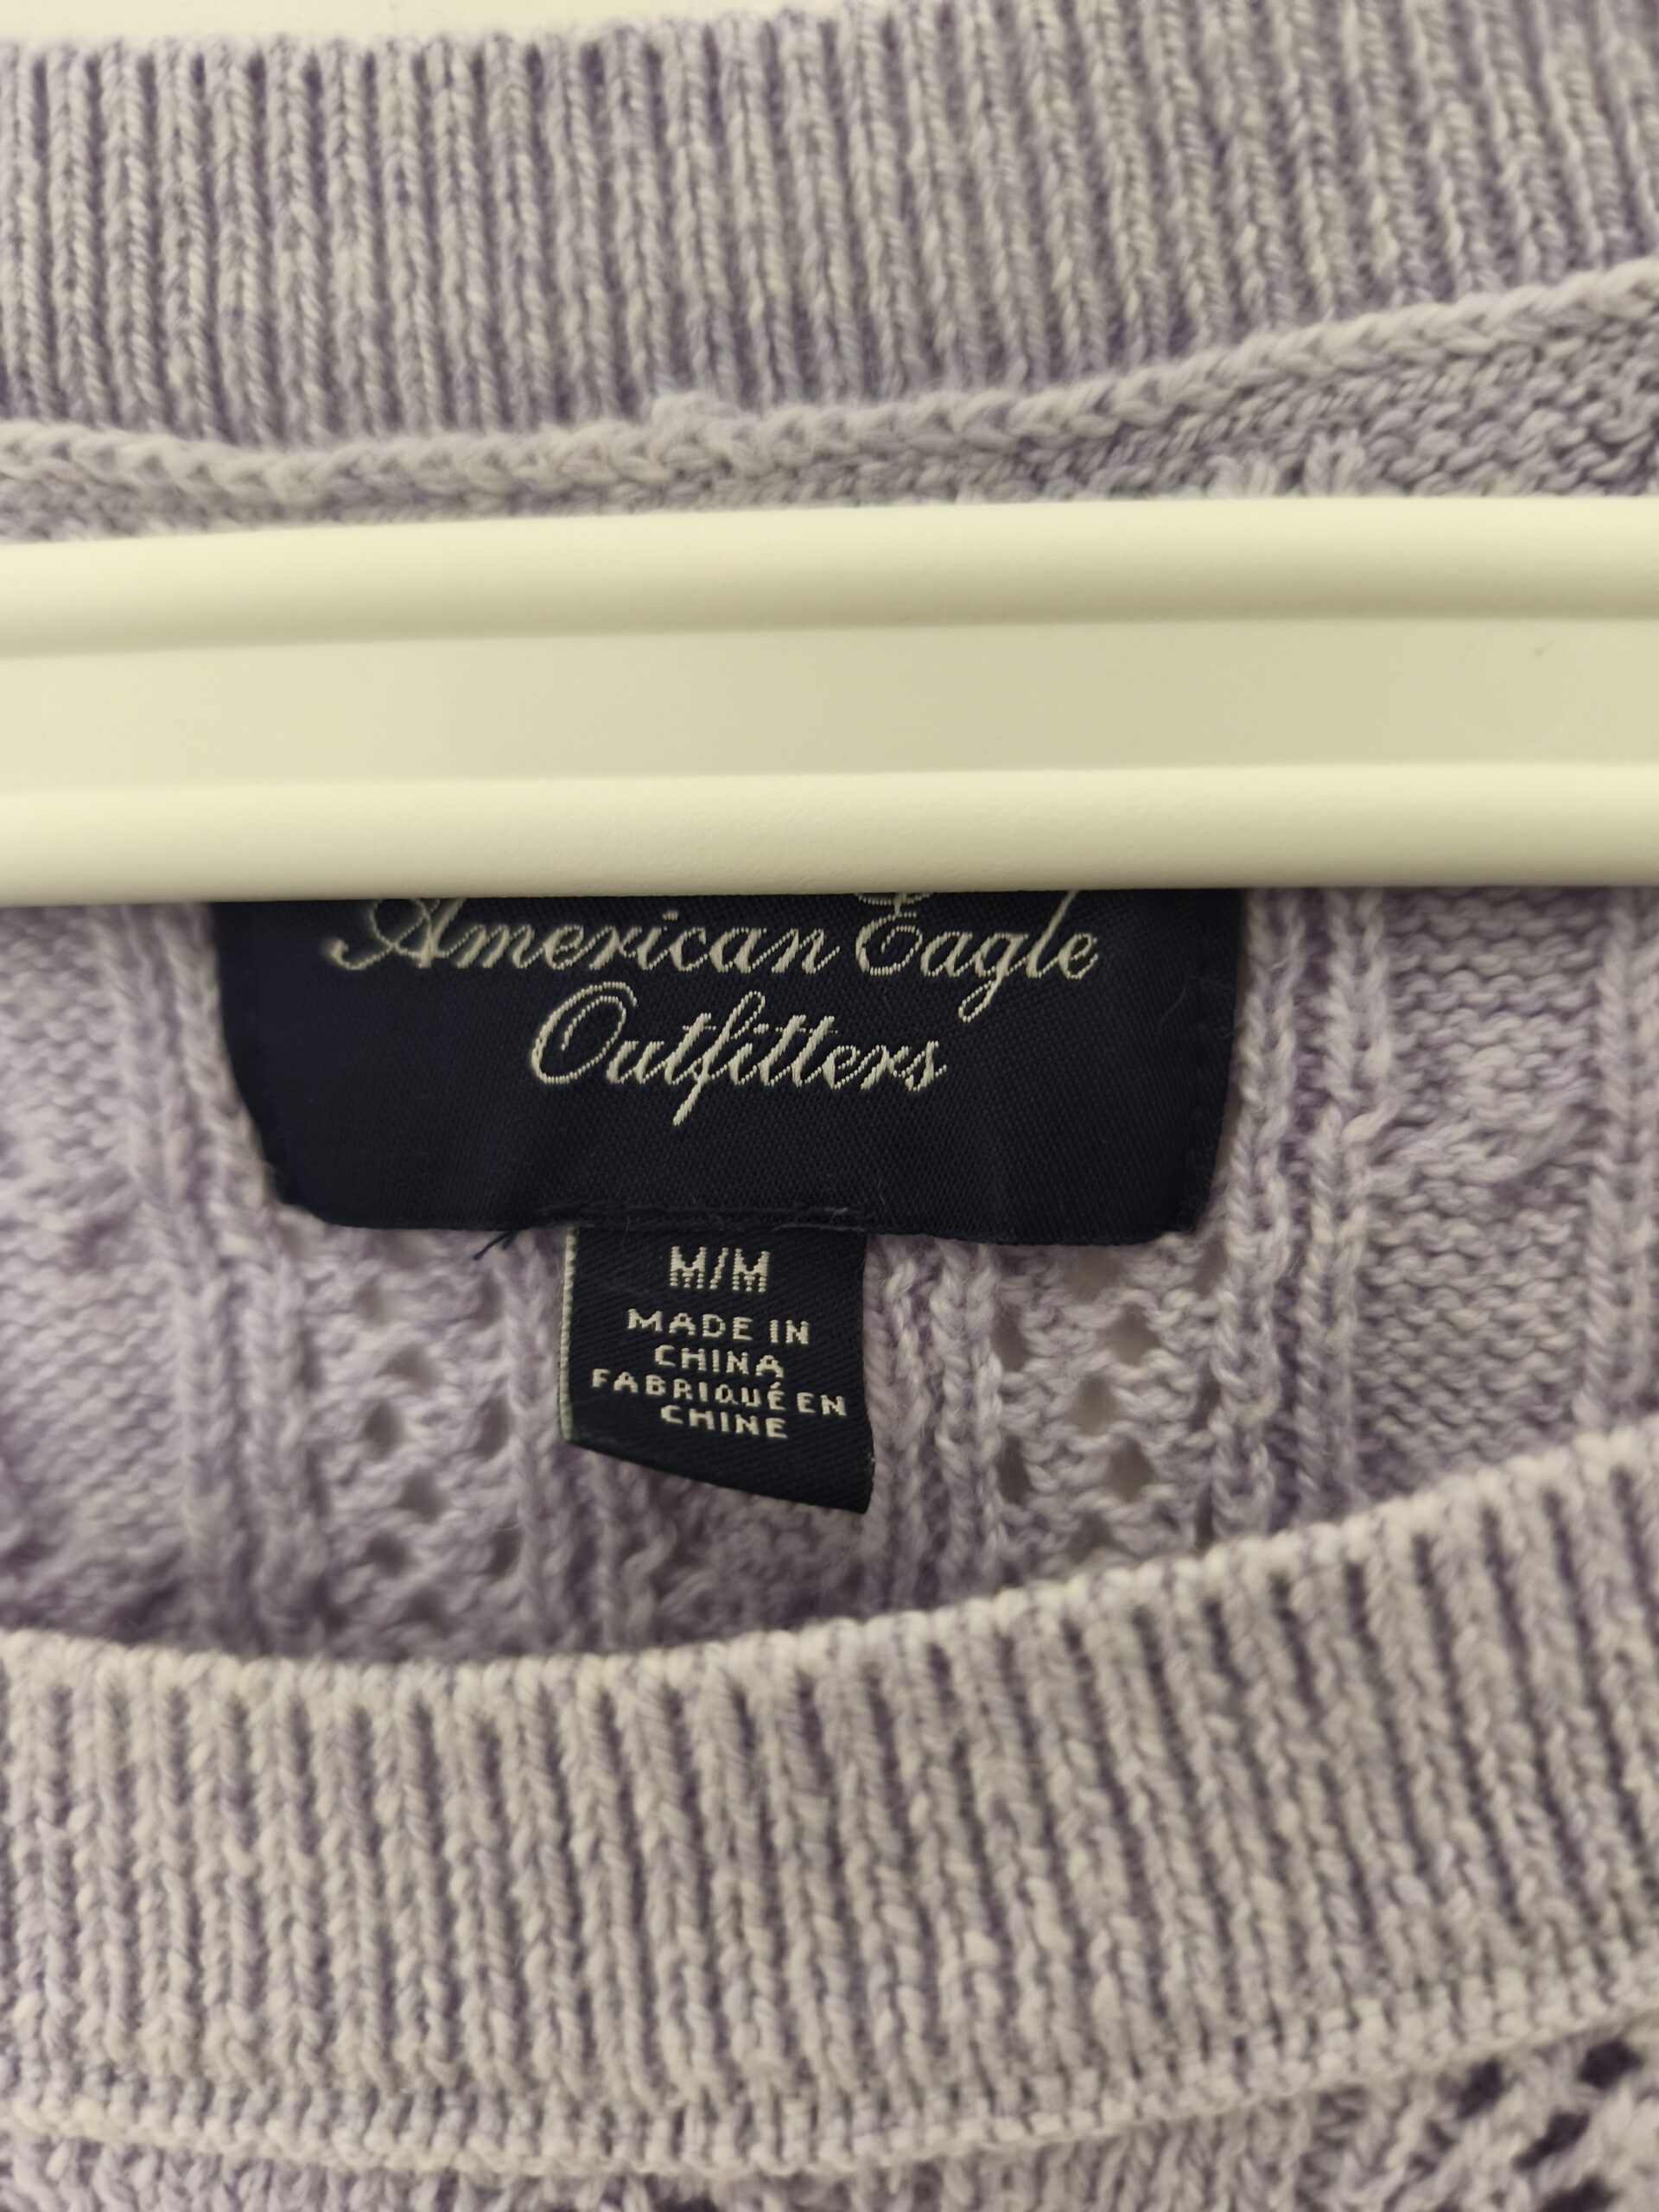 American Eagle
Outfitters
M/M
MADE IN
CHINA
FABRIQUÉ EN
CHINE